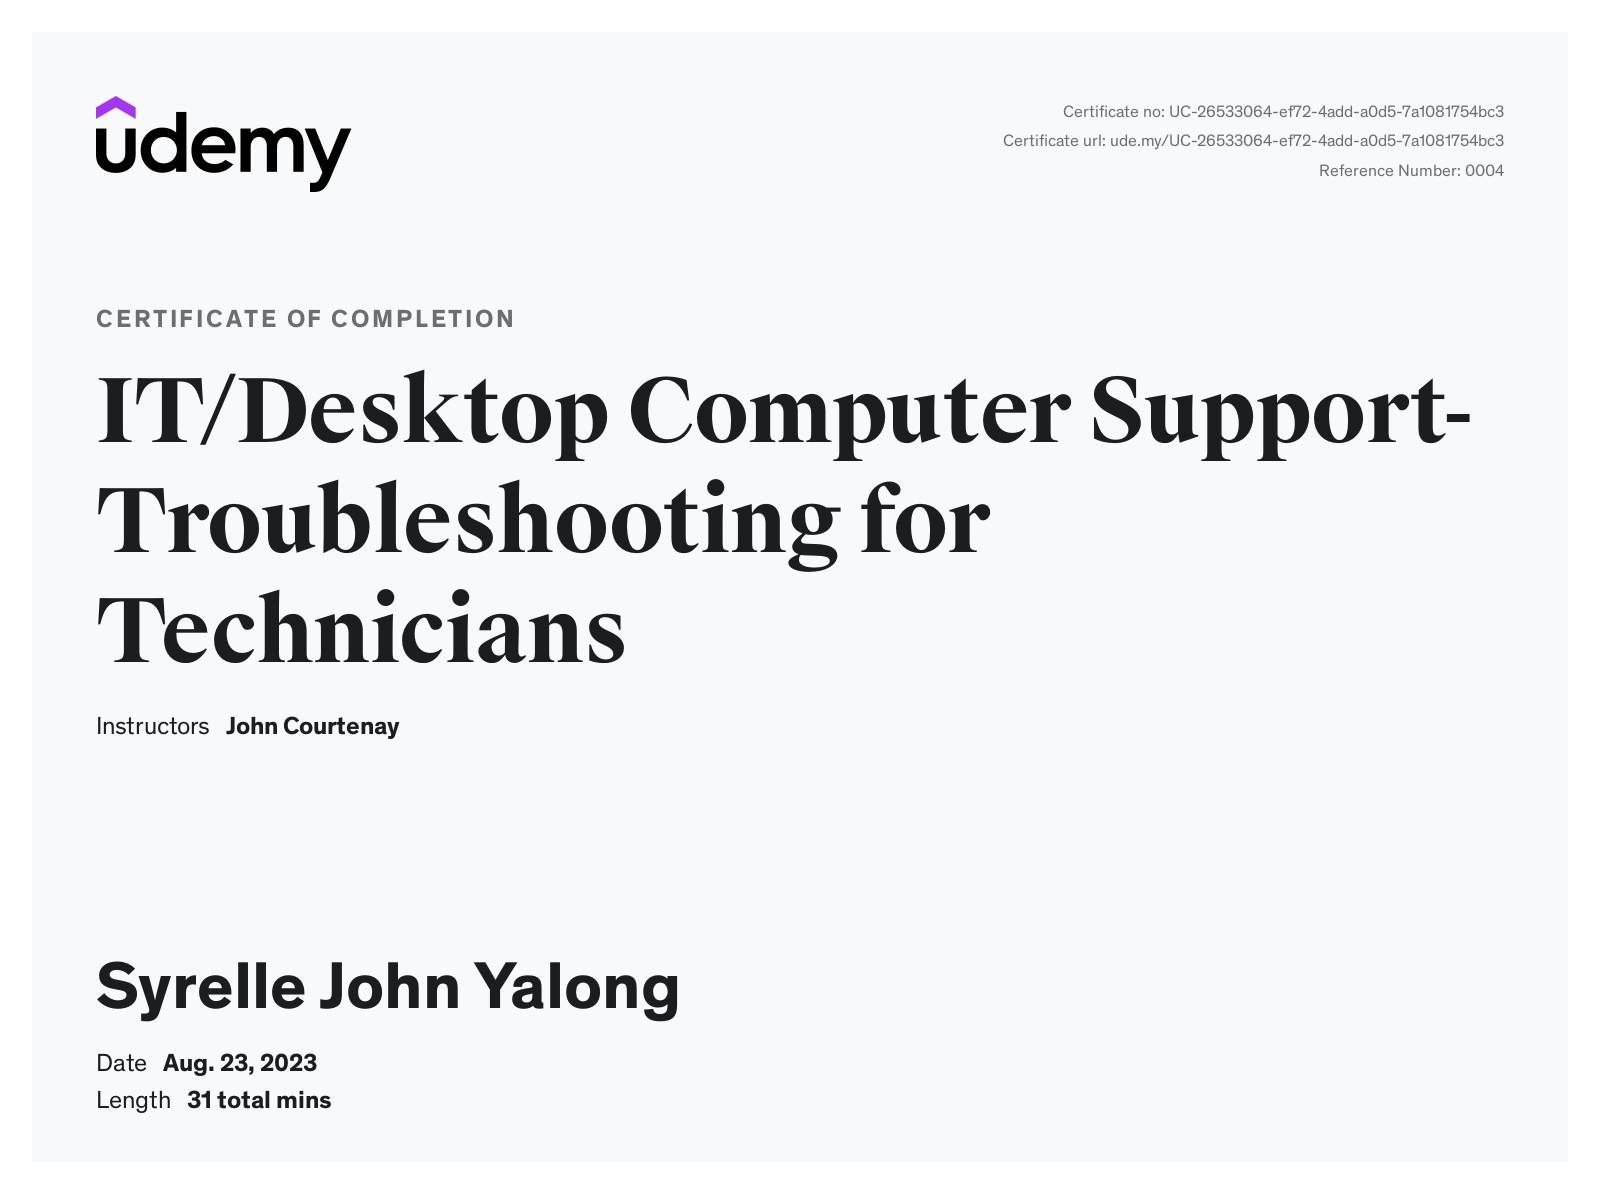 udemy
Certificate no: UC-26533064-ef72-4add-a0d5-7a1081754bc3
Certificate url: ude.my/UC-26533064-ef72-4add-a0d5-7a1081754bc3
Reference Number: 0004
CERTIFICATE OF COMPLETION
IT/Desktop Computer Support-
Troubleshooting for
Technicians
Instructors John Courtenay
Syrelle John Yalong
Date Aug. 23, 2023
Length 31 total mins